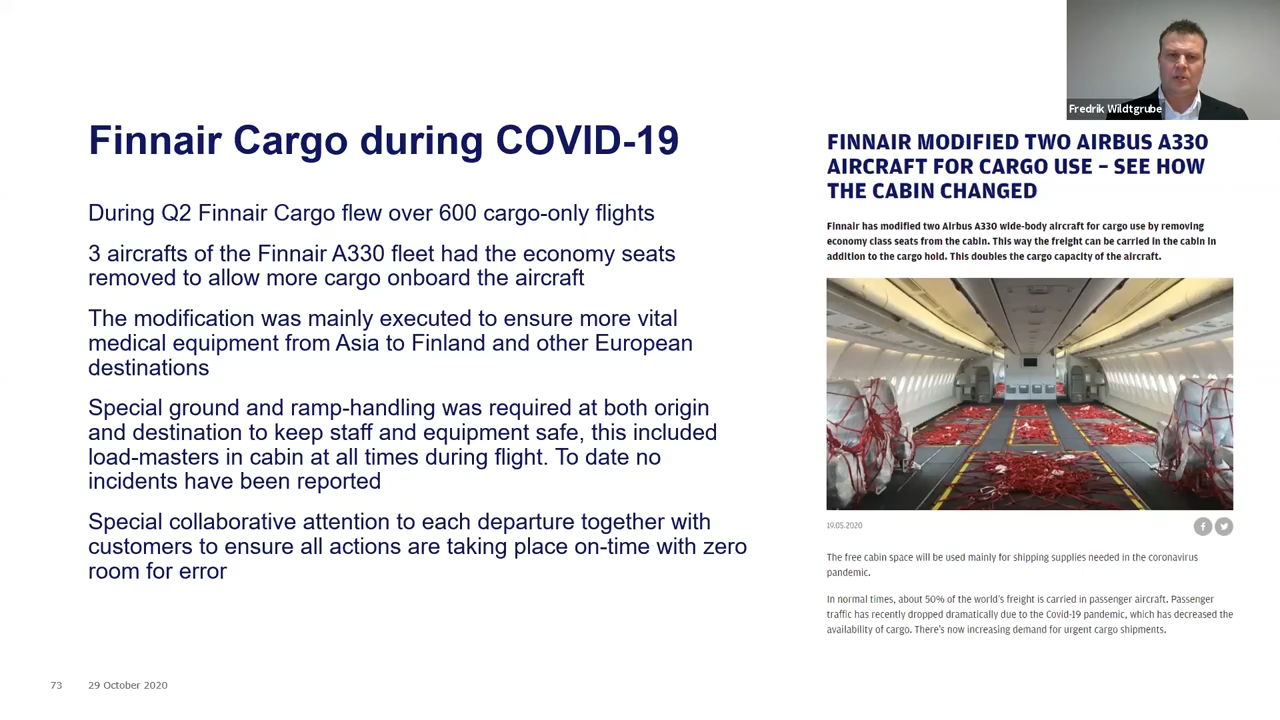 Fredrik Wildtgrube
Finnair Cargo during COVID-19
During Q2 Finnair Cargo flew over 600 cargo-only flights
3 aircrafts of the Finnair A330 fleet had the economy seats
removed to allow more cargo onboard the aircraft
The modification was mainly executed to ensure more vital
medical equipment from Asia to Finland and other European
destinations
Special ground and ramp-handling was required at both origin
and destination to keep staff and equipment safe, this included
load-masters in cabin at all times during flight. To date no
incidents have been reported
Special collaborative attention to each departure together with
customers to ensure all actions are taking place on-time with zero
room for error
FINNAIR MODIFIED TWO AIRBUS A330
AIRCRAFT FOR CARGO USE – SEE HOW
THE CABIN CHANGED
Finnair has modified two Airbus A330 wide-body aircraft for cargo use by removing
economy class seats from the cabin. This way the freight can be carried in the cabin in
addition to the cargo hold. This doubles the cargo capacity of the aircraft.
19.05.2020
The free cabin space will be used mainly for shipping supplies needed in the coronavirus
pandemic.
In normal times, about 50% of the world's freight is carried in passenger aircraft. Passenger
traffic has recently dropped dramatically due to the Covid-19 pandemic, which has decreased the
availability of cargo. There's now increasing demand for urgent cargo shipments.
73
29 October 2020